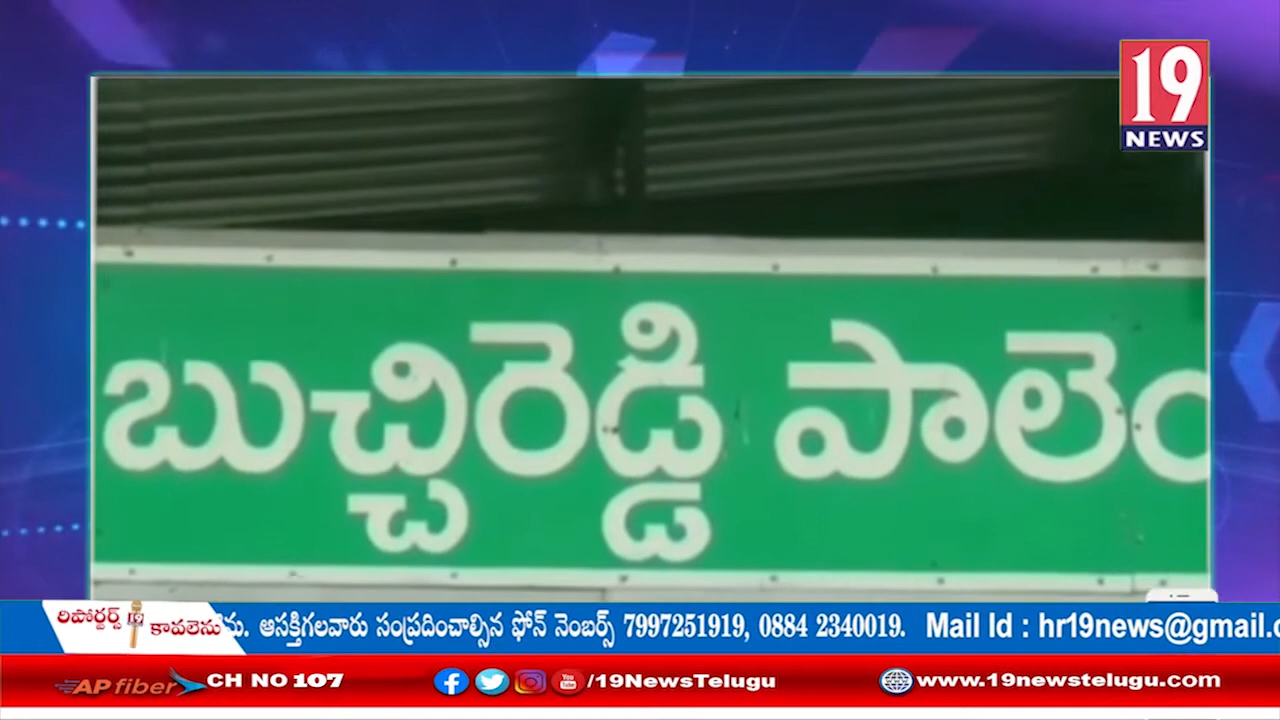 19
NEWS
బుచ్చిరెడ్డి పాలెం
రిపోర్టర్స్ 19 కావలెను
ను. ఆసక్తిగలవారు సంప్రదించాల్సిన ఫోన్ నెంబర్స్ 7997251919, 0884 2340019. Mail Id : hr19news@gmail.c
AP fiber CH NO 107 /19NewsTelugu www.19newstelugu.com